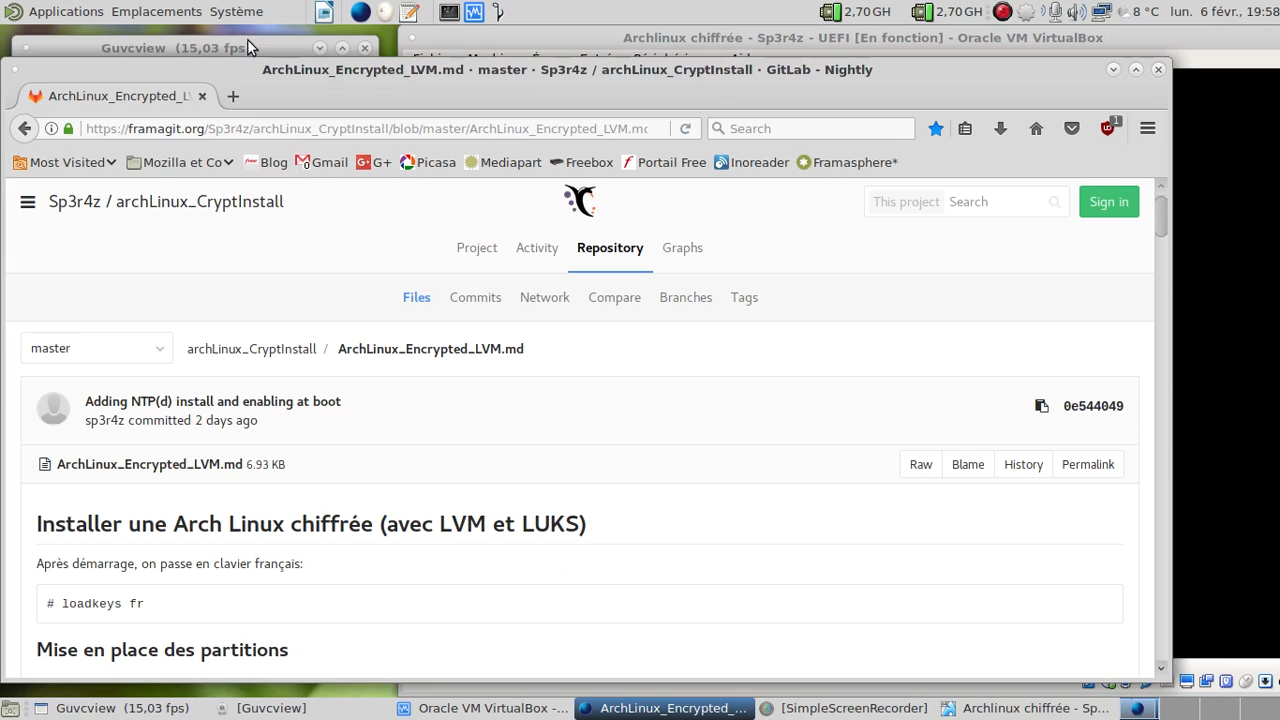 Applications Emplacements Système 2,70 GH 2,70 GH 8 °C lun. 6 févr., 19:58
Guvcview (15,03 fps)
Archlinux chiffrée - Sp3r4z - UEFI [En fonction] - Oracle VM VirtualBox
ArchLinux_Encrypted_LVM.md · master · Sp3r4z / archLinux_CryptInstall · GitLab - Nightly
ArchLinux_Encrypted_L
https://framagit.org/Sp3r4z/archLinux_CryptInstall/blob/master/ArchLinux_Encrypted_LVM.mc Search 1
Most Visited Mozilla et Co Blog Gmail G+ Picasa Mediapart Freebox Portail Free Inoreader Framasphere*
Sp3r4z / archLinux_CryptInstall This project Search Sign in
Project Activity Repository Graphs
Files Commits Network Compare Branches Tags
master archLinux_CryptInstall / ArchLinux_Encrypted_LVM.md
Adding NTP(d) install and enabling at boot
sp3r4z committed 2 days ago 0e544049
ArchLinux_Encrypted_LVM.md 6.93 KB Raw Blame History Permalink
Installer une Arch Linux chiffrée (avec LVM et LUKS)
Après démarrage, on passe en clavier français:
# loadkeys fr
Mise en place des partitions
Guvcview (15,03 fps) [Guvcview] Oracle VM VirtualBox -... ArchLinux_Encrypted_... [SimpleScreenRecorder] Archlinux chiffrée - Sp...